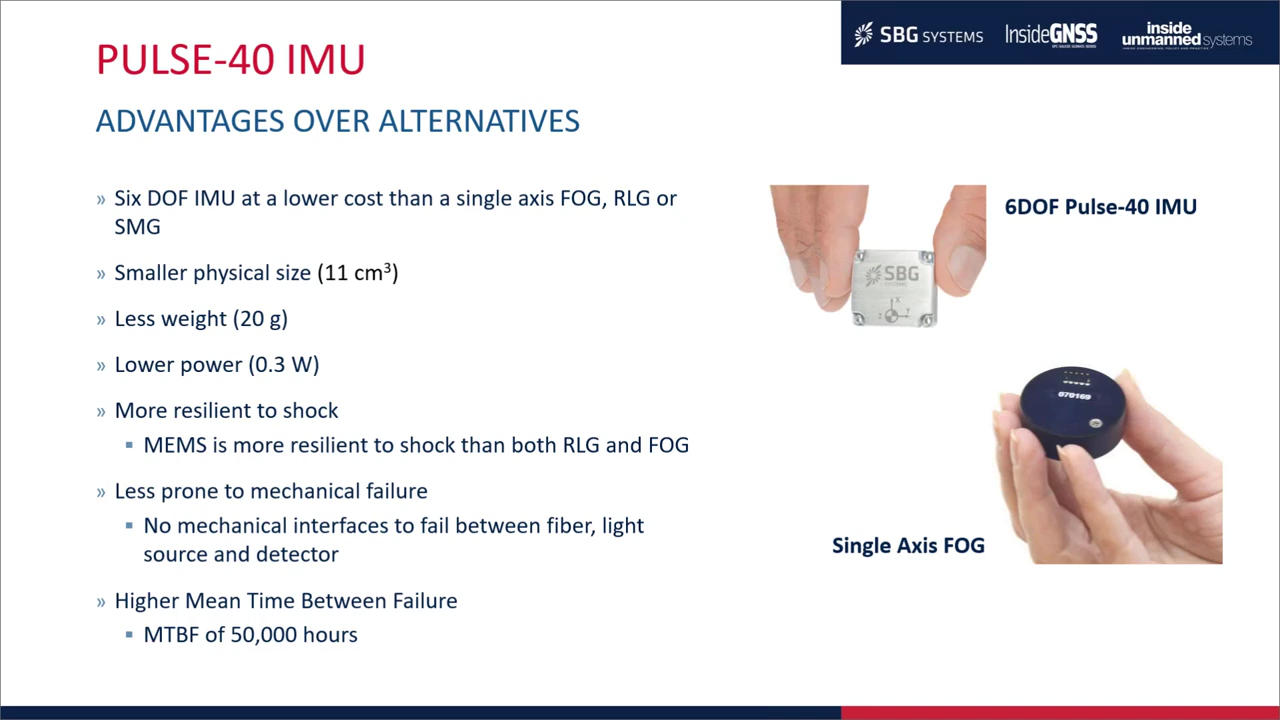 SBG SYSTEMS
InsideGNSS
inside
unmanned systems
PULSE-40 IMU
ADVANTAGES OVER ALTERNATIVES
» Six DOF IMU at a lower cost than a single axis FOG, RLG or
SMG
» Smaller physical size (11 cm³)
» Less weight (20 g)
» Lower power (0.3 W)
» More resilient to shock
▪ MEMS is more resilient to shock than both RLG and FOG
» Less prone to mechanical failure
▪ No mechanical interfaces to fail between fiber, light
source and detector
» Higher Mean Time Between Failure
▪ MTBF of 50,000 hours
6DOF Pulse-40 IMU
SBG
SYSTEMS
X
Z
Y
070169
Single Axis FOG